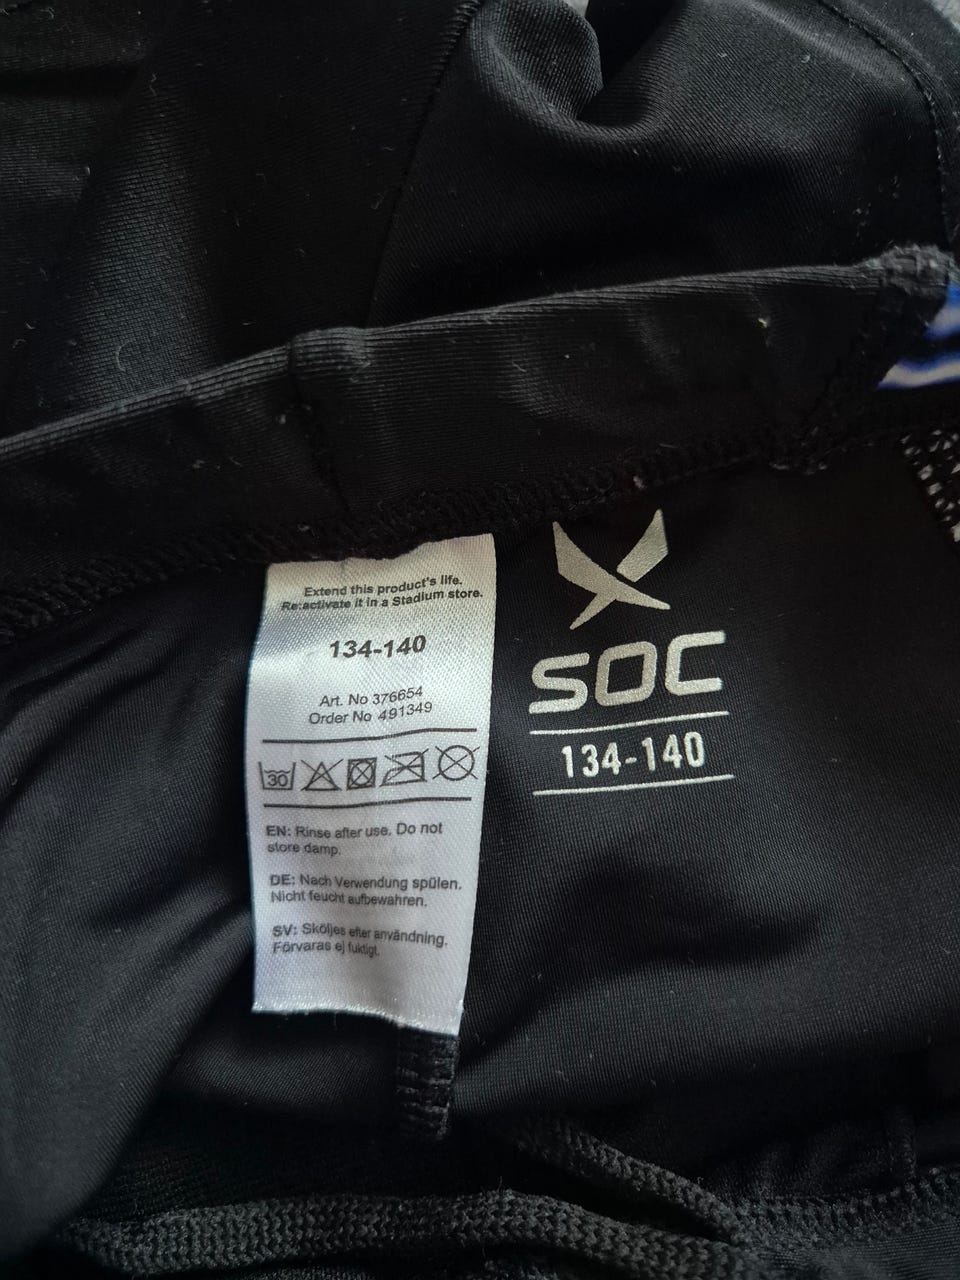 Extend this product's life.
Re:activate it in a Stadium store.
134-140
Art. No 376654
Order No 491349
30
EN: Rinse after use. Do not
store damp.
DE: Nach Verwendung spülen.
Nicht feucht aufbewahren.
SV: Sköljes efter användning.
Förvaras ej fuktigt.
SOC
134-140